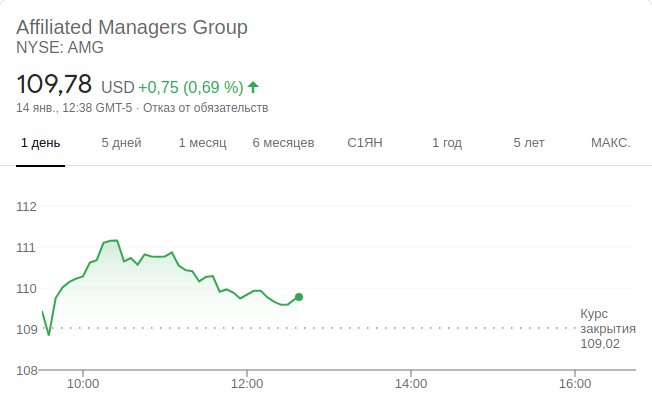 Affiliated Managers Group
NYSE: AMG
109,78 USD +0,75 (0,69 %)
14 янв., 12:38 GMT-5 · Отказ от обязательств
1 день 5 дней 1 месяц 6 месяцев С1ЯН 1 год 5 лет МАКС.
112
111
110
109
108
Курс
закрытия
109,02
10:00 12:00 14:00 16:00